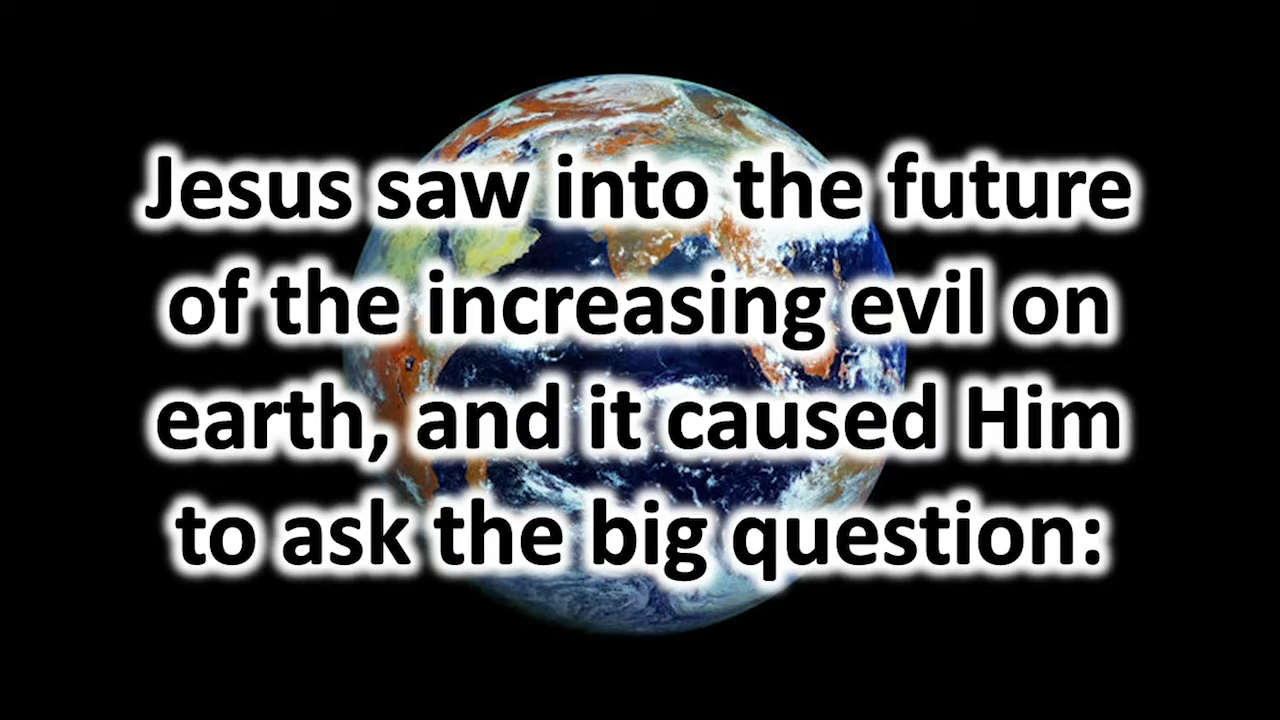 Jesus saw into the future
of the increasing evil on
earth, and it caused Him
to ask the big question: